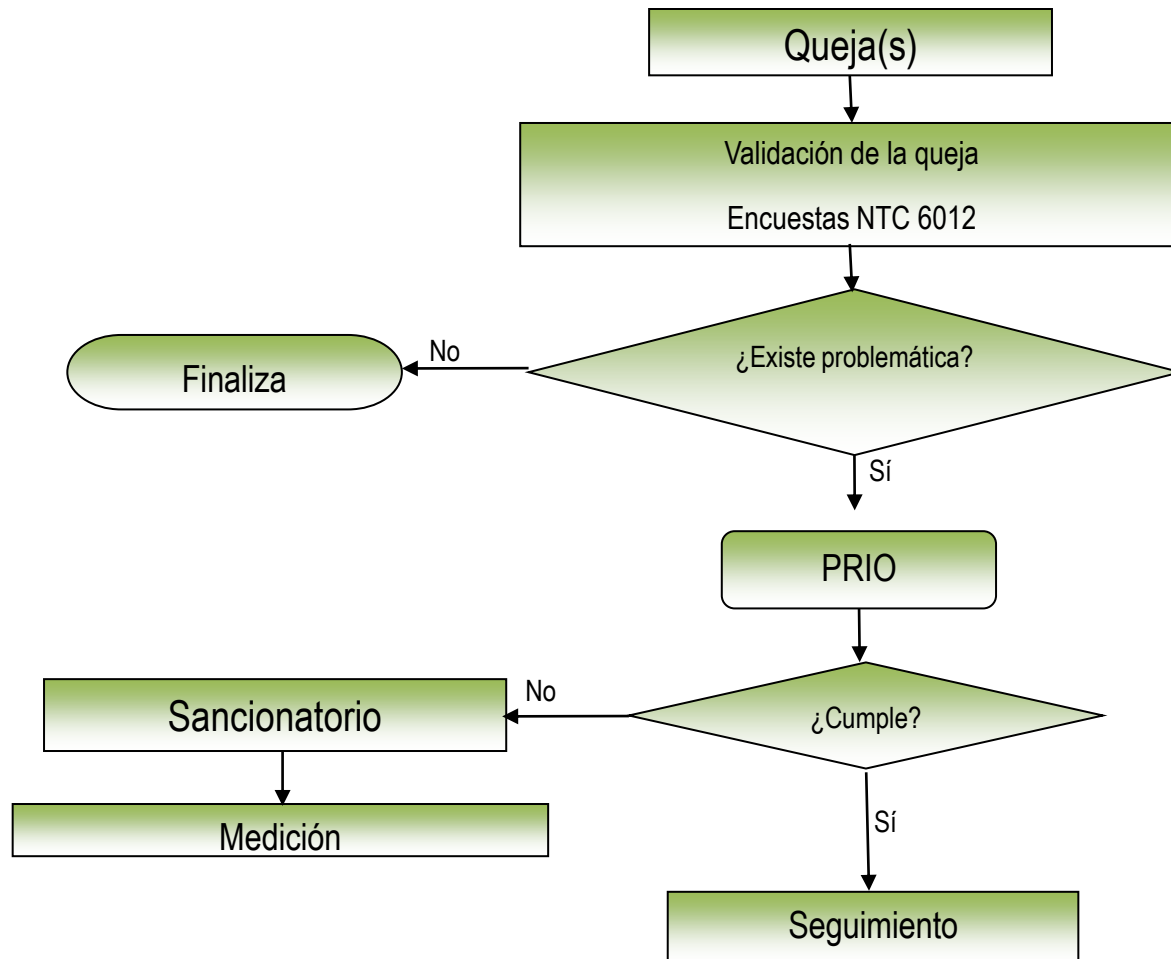 Queja(s)
Validación de la queja
Encuestas NTC 6012
¿Existe problemática?
No
Finaliza
Sí
PRIO
¿Cumple?
No
Sancionatorio
Medición
Sí
Seguimiento